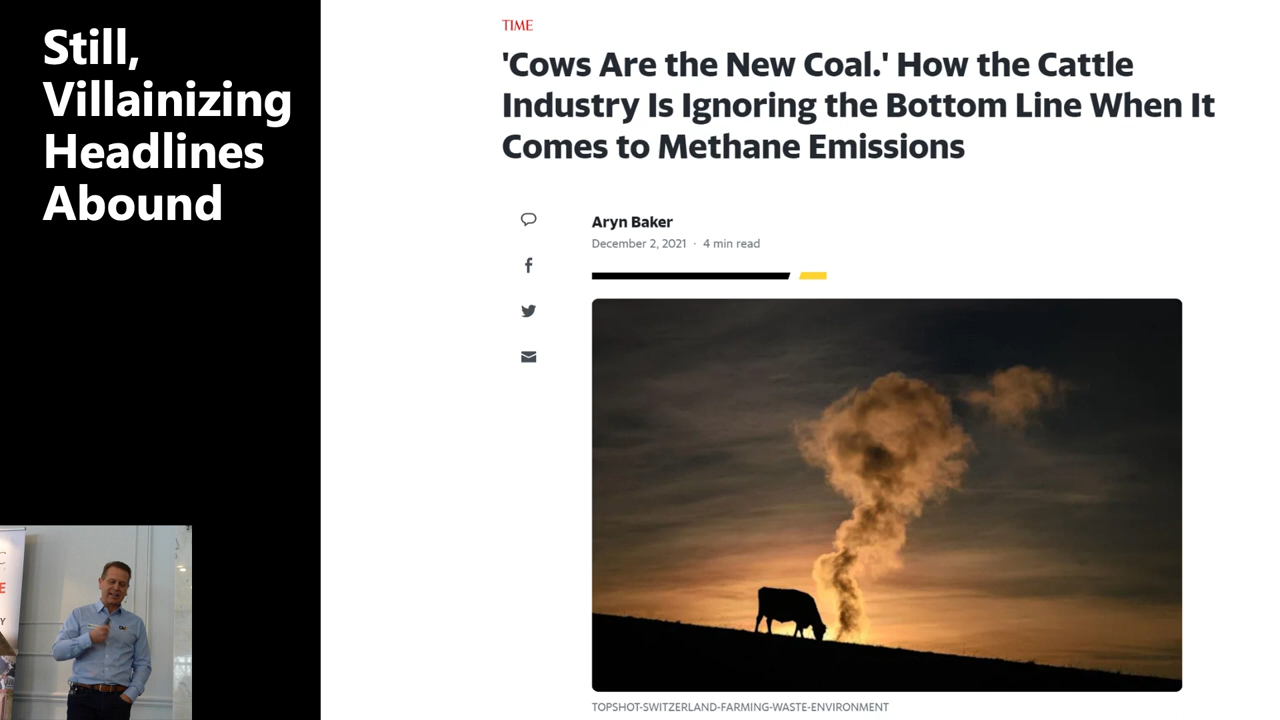 Still,
Villainizing
Headlines
Abound
TIME
'Cows Are the New Coal.' How the Cattle
Industry Is Ignoring the Bottom Line When It
Comes to Methane Emissions
Aryn Baker
December 2, 2021 · 4 min read
TOPSHOT-SWITZERLAND-FARMING-WASTE-ENVIRONMENT